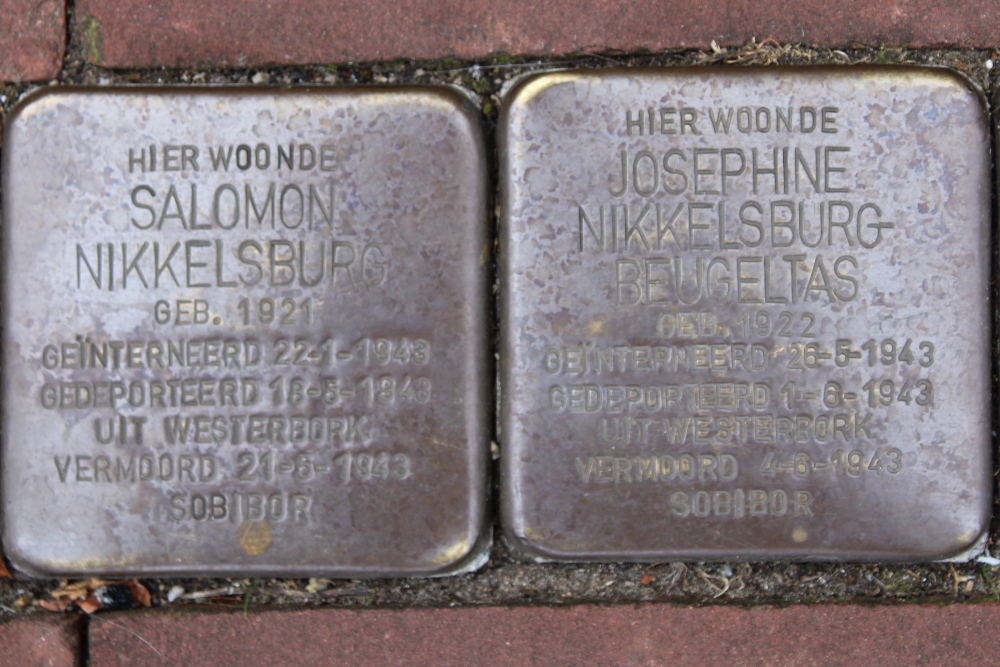 HIER WOONDE
SALOMON
NIKKELSBURG
GEB. 1921
GEÏNTERNEERD 22-1-1943
GEDEPORTEERD 18-5-1943
UIT WESTERBORK
VERMOORD 21-5-1943
SOBIBOR
HIER WOONDE
JOSEPHINE
NIKKELSBURG-
BEUGELTAS
GEB. 1922
GEÏNTERNEERD 26-5-1943
GEDEPORTEERD 1-6-1943
UIT WESTERBORK
VERMOORD 4-6-1943
SOBIBOR